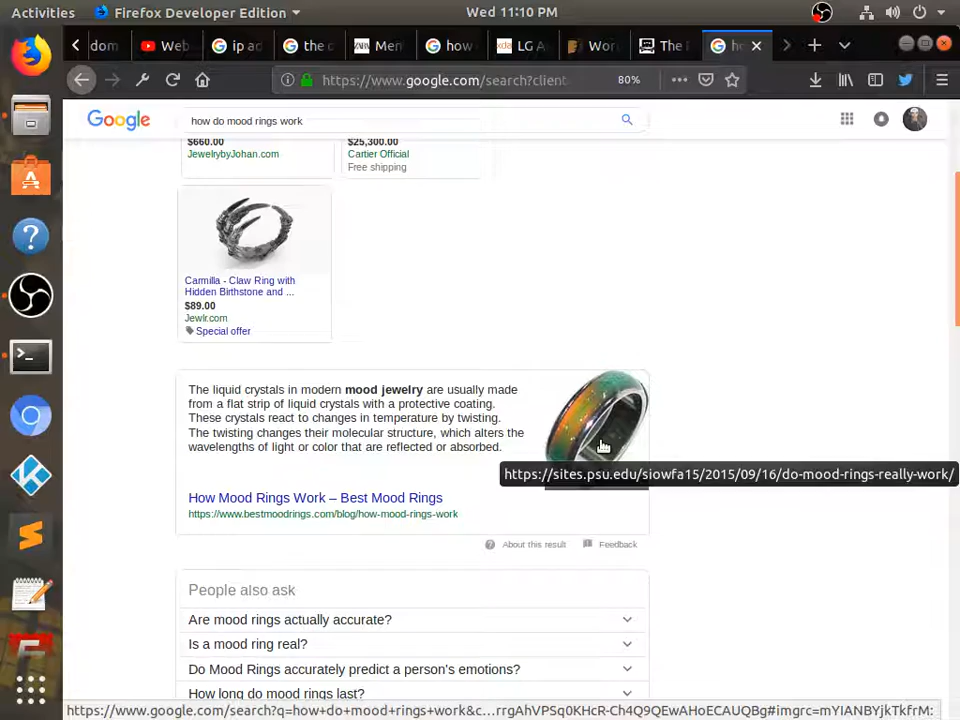 Activities
Firefox Developer Edition
Wed 11:10 PM
dom
Web
ip ad
the c
Men
how
LG A
Wor
The I
ho
https://www.google.com/search?client
80%
Google
how do mood rings work
$660.00
JewelrybyJohan.com
$25,300.00
Cartier Official
Free shipping
Carmilla - Claw Ring with
Hidden Birthstone and ...
$89.00
Jewlr.com
Special offer
The liquid crystals in modern mood jewelry are usually made
from a flat strip of liquid crystals with a protective coating.
These crystals react to changes in temperature by twisting.
The twisting changes their molecular structure, which alters the
wavelengths of light or color that are reflected or absorbed.
https://sites.psu.edu/siowfa15/2015/09/16/do-mood-rings-really-work/
How Mood Rings Work – Best Mood Rings
https://www.bestmoodrings.com/blog/how-mood-rings-work
About this result
Feedback
People also ask
Are mood rings actually accurate?
Is a mood ring real?
Do Mood Rings accurately predict a person's emotions?
How long do mood rings last?
https://www.google.com/search?q=how+do+mood+rings+work&c...rrgAhVPSq0KHcR-Ch4Q9QEwAHoECAUQBg#imgrc=mYIANBYjkTkfrM: